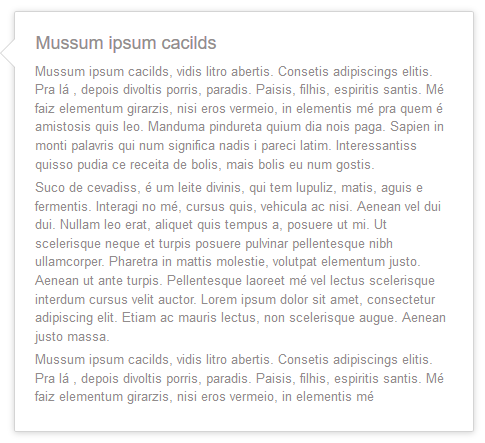 Mussum ipsum cacilds
Mussum ipsum cacilds, vidis litro abertis. Consetis adipiscings elitis.
Pra lá , depois divoltis porris, paradis. Paisis, filhis, espiritis santis. Mé
faiz elementum girarzis, nisi eros vermeio, in elementis mé pra quem é
amistosis quis leo. Manduma pindureta quium dia nois paga. Sapien in
monti palavris qui num significa nadis i pareci latim. Interessantiss
quisso pudia ce receita de bolis, mais bolis eu num gostis.
Suco de cevadiss, é um leite divinis, qui tem lupuliz, matis, aguis e
fermentis. Interagi no mé, cursus quis, vehicula ac nisi. Aenean vel dui
dui. Nullam leo erat, aliquet quis tempus a, posuere ut mi. Ut
scelerisque neque et turpis posuere pulvinar pellentesque nibh
ullamcorper. Pharetra in mattis molestie, volutpat elementum justo.
Aenean ut ante turpis. Pellentesque laoreet mé vel lectus scelerisque
interdum cursus velit auctor. Lorem ipsum dolor sit amet, consectetur
adipiscing elit. Etiam ac mauris lectus, non scelerisque augue. Aenean
justo massa.
Mussum ipsum cacilds, vidis litro abertis. Consetis adipiscings elitis.
Pra lá , depois divoltis porris, paradis. Paisis, filhis, espiritis santis. Mé
faiz elementum girarzis, nisi eros vermeio, in elementis mé